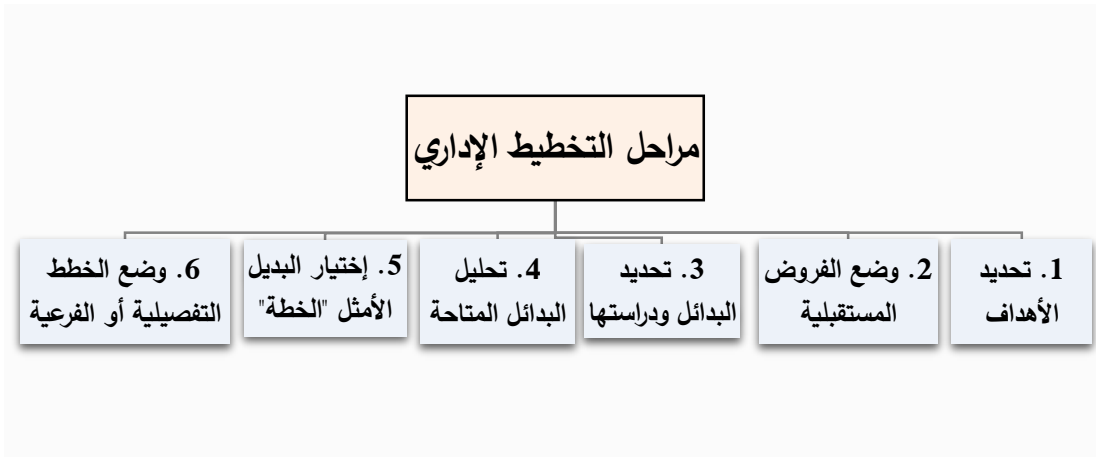 مراحل التخطيط الإداري
1. تحديد
الأهداف
2. وضع الفروض
المستقبلية
3. تحديد
البدائل ودراستها
4. تحليل
البدائل المتاحة
5. إختيار البديل
الأمثل "الخطة"
6. وضع الخطط
التفصيلية أو الفرعية